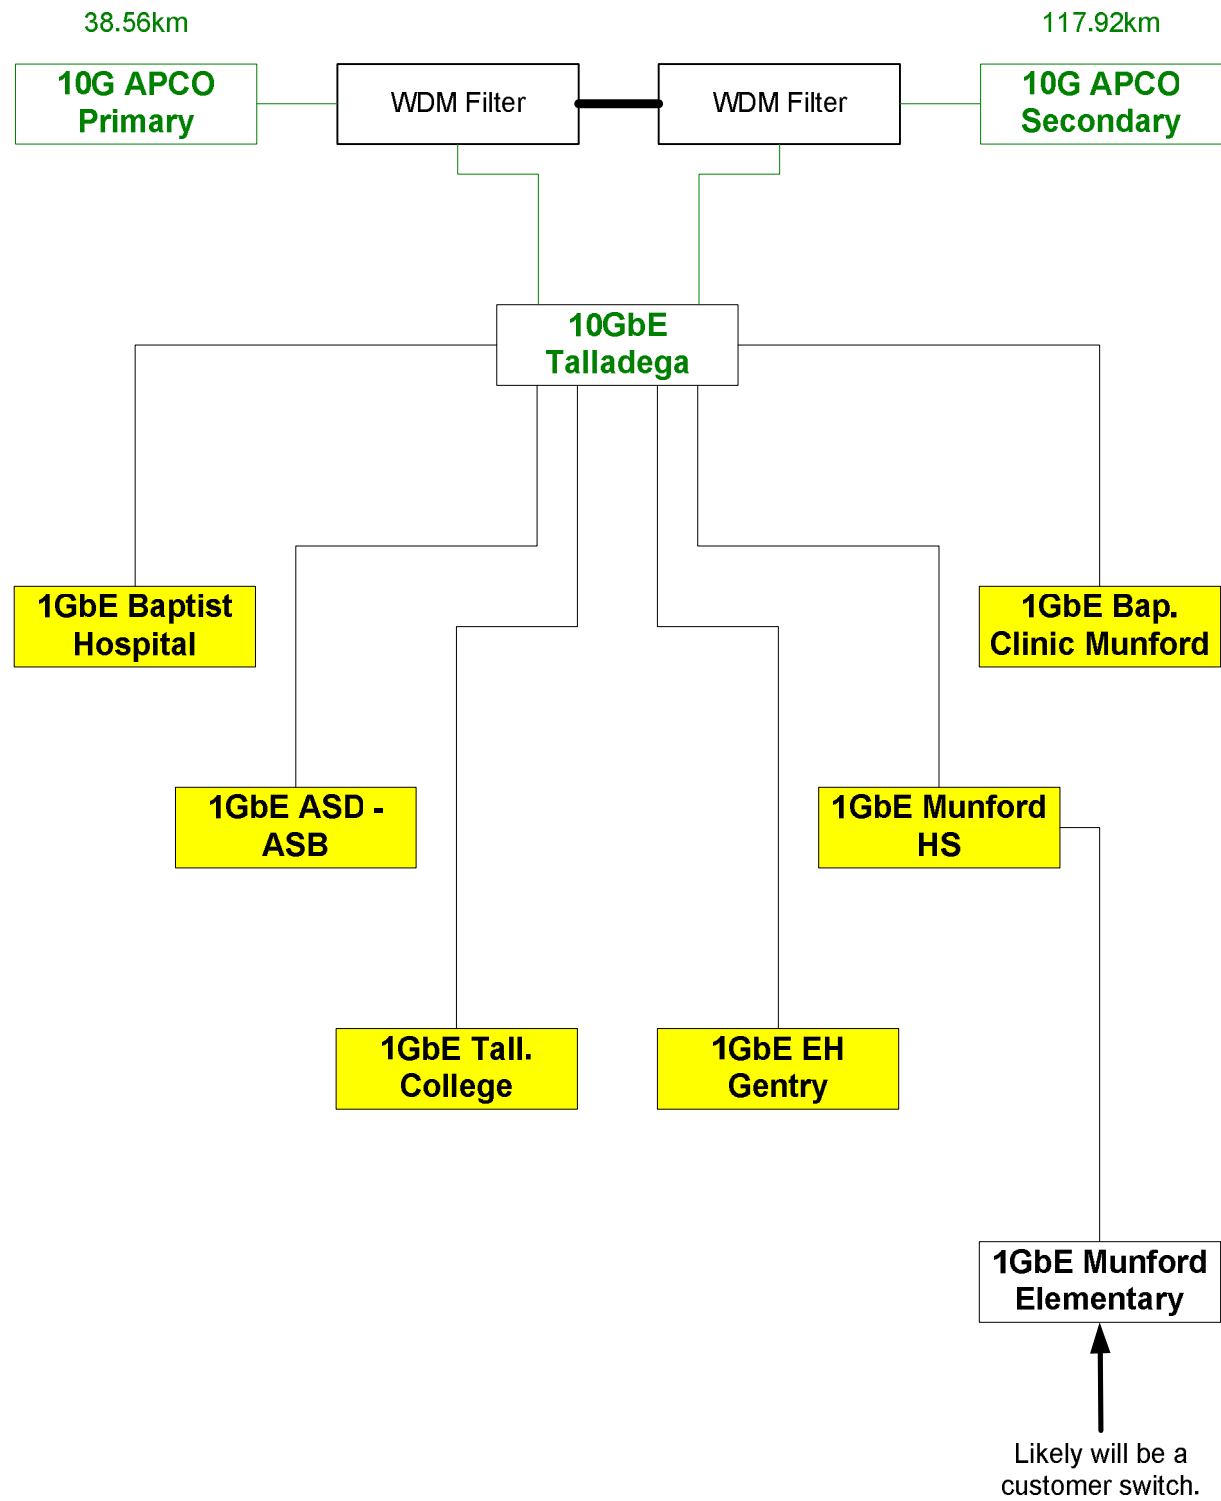 38.56km
117.92km
10G APCO
Primary
WDM Filter
WDM Filter
10G APCO
Secondary
10GbE
Talladega
1GbE Baptist
Hospital
1GbE Bap.
Clinic Munford
1GbE ASD -
ASB
1GbE Munford
HS
1GbE Tall.
College
1GbE EH
Gentry
1GbE Munford
Elementary
Likely will be a
customer switch.